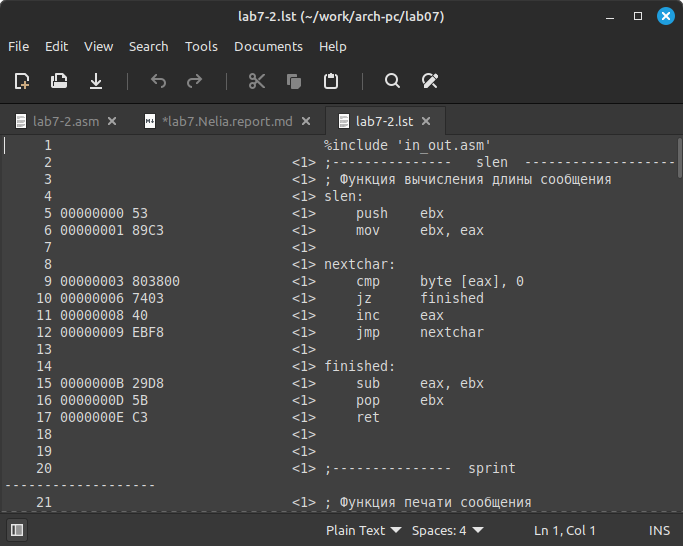 lab7-2.lst (~/work/arch-pc/lab07)
File Edit View Search Tools Documents Help
lab7-2.asm *lab7.Nelia.report.md lab7-2.lst
1 %include 'in_out.asm'
2 <1> ;--------------- slen -------------------
3 <1> ; Функция вычисления длины сообщения
4 <1> slen:
5 00000000 53 <1> push ebx
6 00000001 89C3 <1> mov ebx, eax
7 <1>
8 <1> nextchar:
9 00000003 803800 <1> cmp byte [eax], 0
10 00000006 7403 <1> jz finished
11 00000008 40 <1> inc eax
12 00000009 EBF8 <1> jmp nextchar
13 <1>
14 <1> finished:
15 0000000B 29D8 <1> sub eax, ebx
16 0000000D 5B <1> pop ebx
17 0000000E C3 <1> ret
18 <1>
19 <1>
20 <1> ;--------------- sprint
-------------------
21 <1> ; Функция печати сообщения
Plain Text Spaces: 4 Ln 1, Col 1 INS